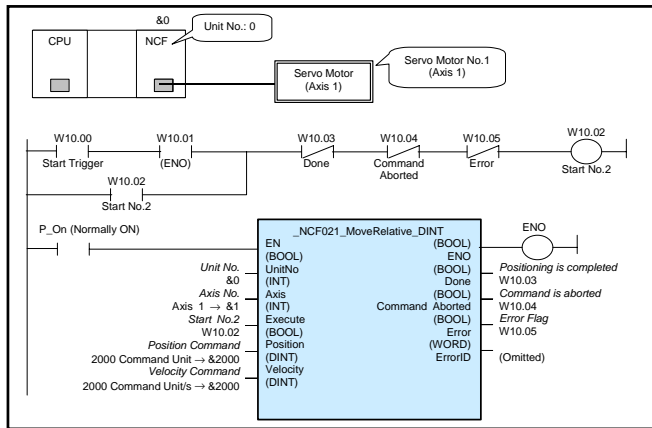 &0
Unit No.: 0
CPU
NCF
Servo Motor
(Axis 1)
Servo Motor No.1
(Axis 1)
W10.00
W10.01
W10.03
W10.04
W10.05
W10.02
Start Trigger
(ENO)
Done
Command
Aborted
Error
Start No.2
W10.02
Start No.2
P_On (Normally ON)
_NCF021_MoveRelative_DINT
ENO
EN
(BOOL)
(BOOL)
ENO
Unit No.
UnitNo
(BOOL)
Positioning is completed
&0
(INT)
Done
W10.03
Axis No.
Axis
(BOOL)
Command is aborted
Axis 1 → &1
(INT)
Command Aborted
W10.04
Start No.2
Execute
(BOOL)
Error Flag
W10.02
(BOOL)
Error
W10.05
Position Command
Position
(WORD)
2000 Command Unit → &2000
(DINT)
ErrorID
(Omitted)
Velocity Command
Velocity
2000 Command Unit/s → &2000
(DINT)